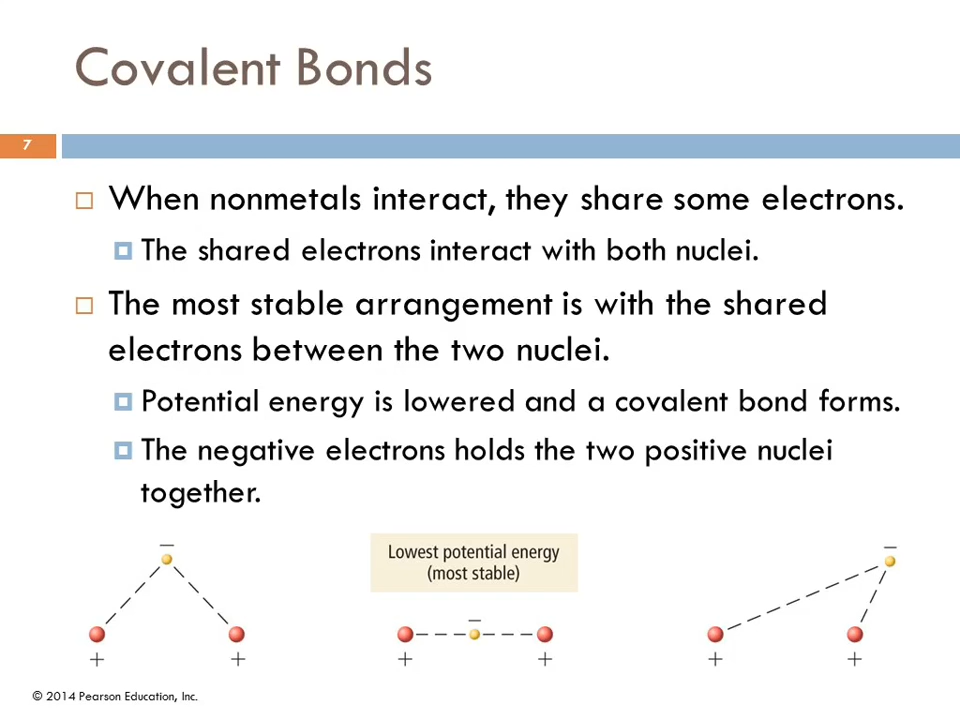 Covalent Bonds
7
When nonmetals interact, they share some electrons.
The shared electrons interact with both nuclei.
The most stable arrangement is with the shared
electrons between the two nuclei.
Potential energy is lowered and a covalent bond forms.
The negative electrons holds the two positive nuclei
together.
Lowest potential energy
(most stable)
− − −
+ + + + + +
© 2014 Pearson Education, Inc.